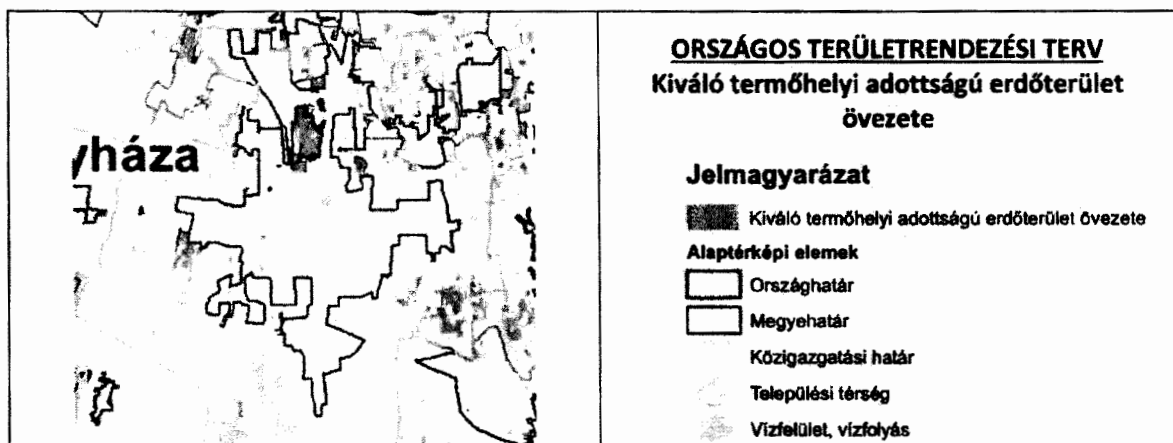 yháza
ORSZÁGOS TERÜLETRENDEZÉSI TERV
Kiváló termőhelyi adottságú erdőterület
övezete
Jelmagyarázat
Kiváló termőhelyi adottságú erdőterület övezete
Alaptérképi elemek
Országhatár
Megyehatár
Közigazgatási határ
Települési térség
Vízfelület, vízfolyás